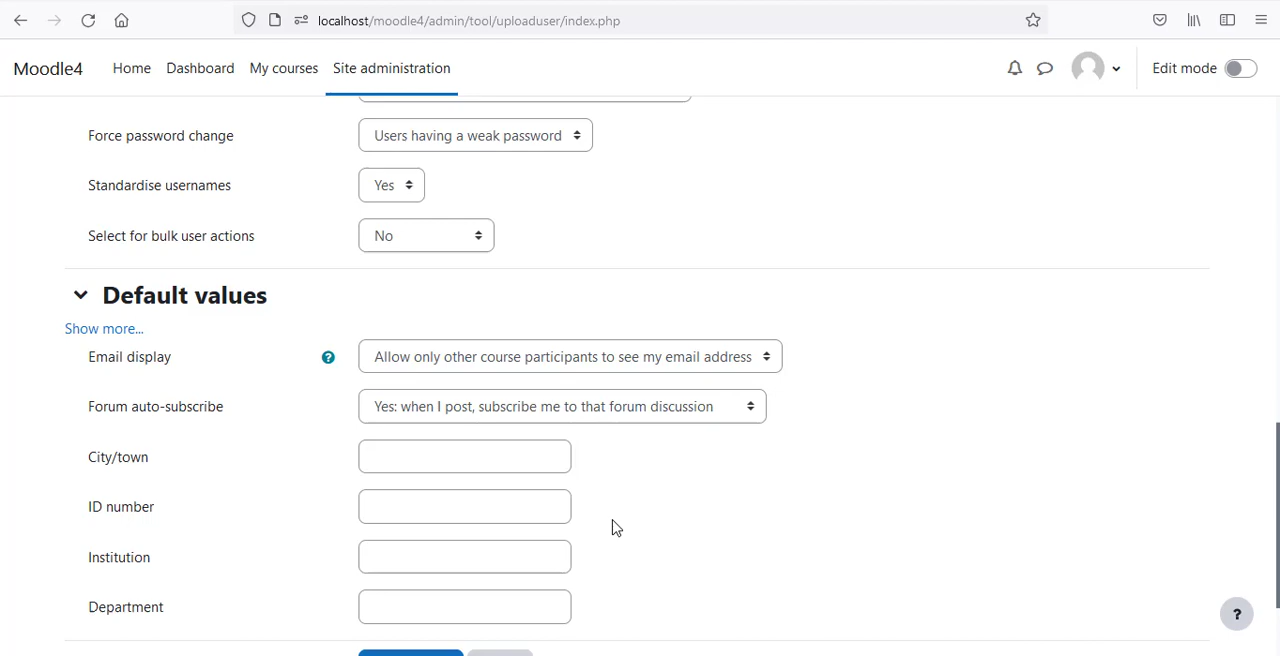 localhost/moodle4/admin/tool/uploaduser/index.php
Moodle4 Home Dashboard My courses Site administration Edit mode
Force password change Users having a weak password
Standardise usernames Yes
Select for bulk user actions No
Default values
Show more...
Email display ? Allow only other course participants to see my email address
Forum auto-subscribe Yes: when I post, subscribe me to that forum discussion
City/town
ID number
Institution
Department
?